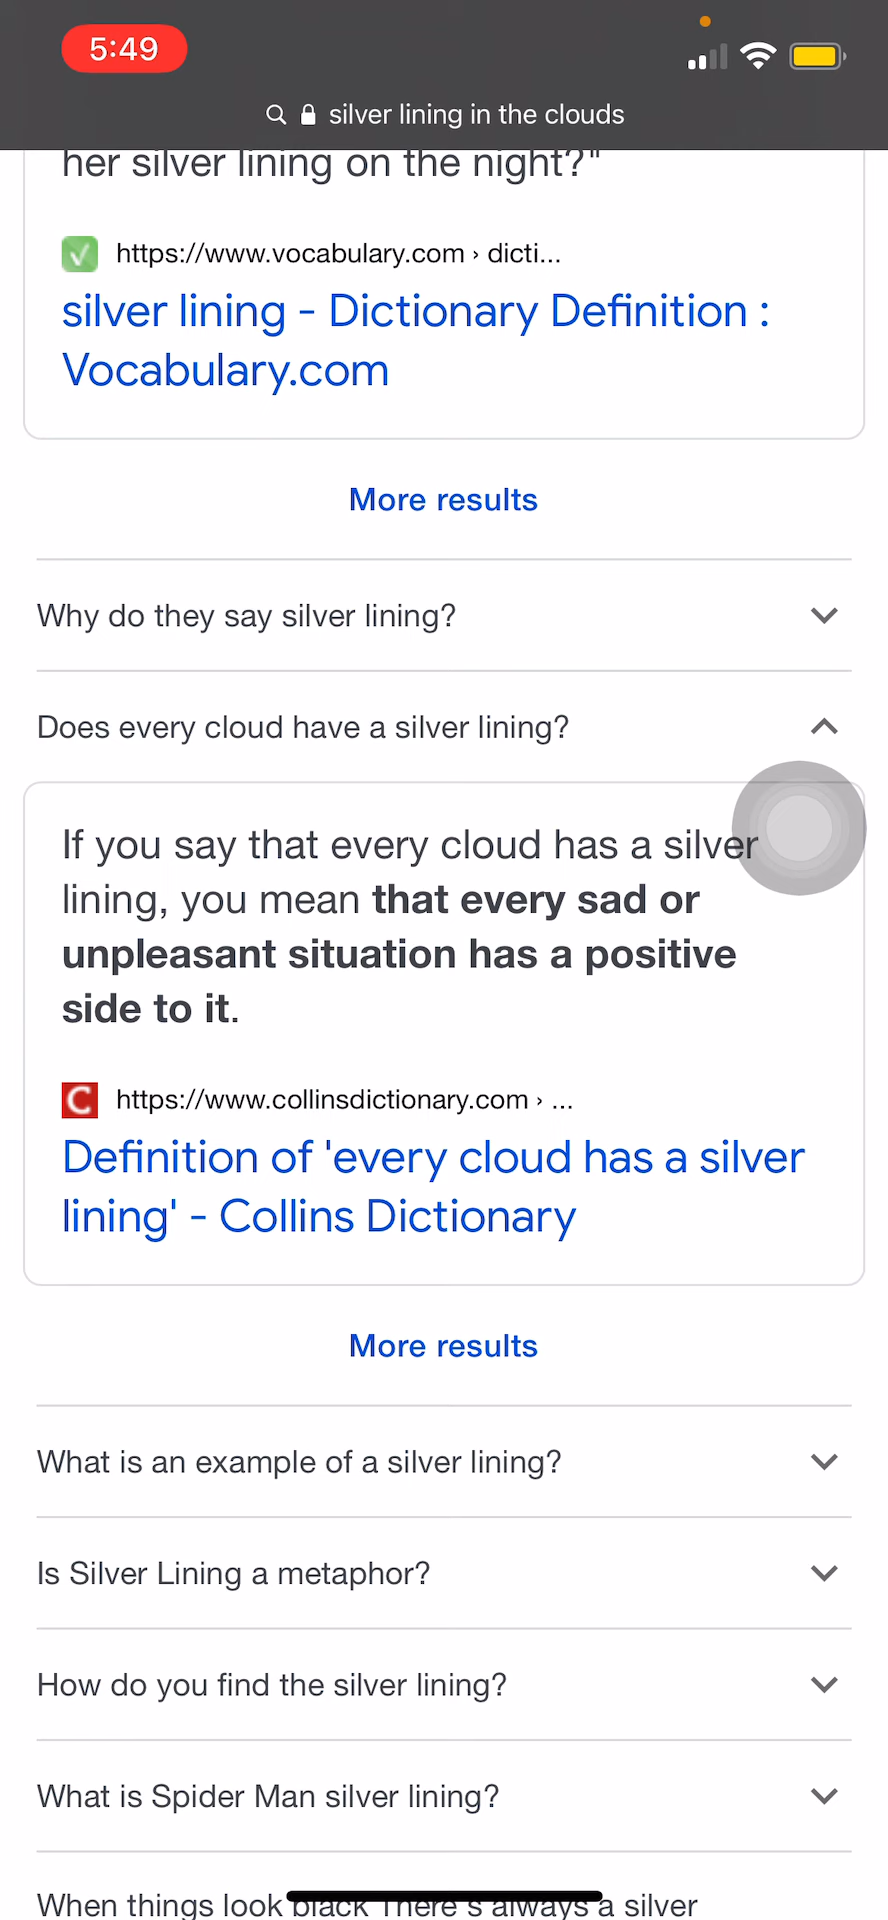 5:49
silver lining in the clouds
her silver lining on the night?"
https://www.vocabulary.com › dicti...
silver lining - Dictionary Definition :
Vocabulary.com
More results
Why do they say silver lining?
Does every cloud have a silver lining?
If you say that every cloud has a silver
lining, you mean that every sad or
unpleasant situation has a positive
side to it.
C
https://www.collinsdictionary.com › ...
Definition of 'every cloud has a silver
lining' - Collins Dictionary
More results
What is an example of a silver lining?
Is Silver Lining a metaphor?
How do you find the silver lining?
What is Spider Man silver lining?
When things look black There's always a silver